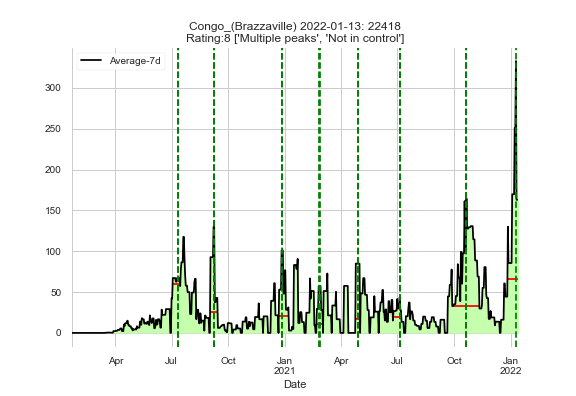 Congo_(Brazzaville) 2022-01-13: 22418
Rating:8 ['Multiple peaks', 'Not in control']
Average-7d
300
250
200
150
100
50
0
Apr Jul Oct Jan Apr Jul Oct Jan
2021 2022
Date